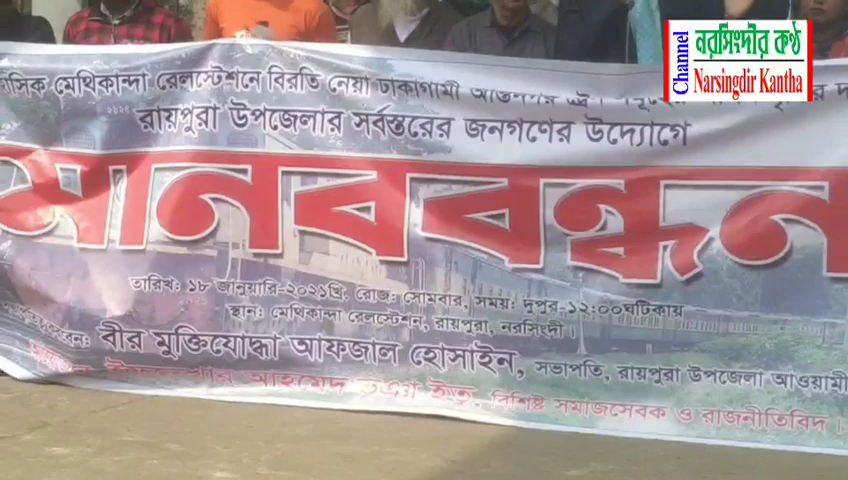 Channel
নরসিংদীর কণ্ঠ
Narsingdir Kantha
মেথিকান্দা রেলস্টেশনে বিরতি নেয়া ঢাকাগামী
রায়পুরা উপজেলার সর্বস্তরের জনগণের উদ্যোগে
মানববন্ধন
তারিখ: ১৮ জানুয়ারি-২০২১খ্রি. রোজ: সোমবার, সময়: দুপুর-১২:০০ঘটিকায়
স্থান: মেথিকান্দা রেলস্টেশন, রায়পুরা, নরসিংদী।
বীর মুক্তিযোদ্ধা আফজাল হোসাইন, সভাপতি, রায়পুরা উপজেলা আওয়ামী
আহমেদ বিশিষ্ট সমাজসেবক ও রাজনীতিবিদ।